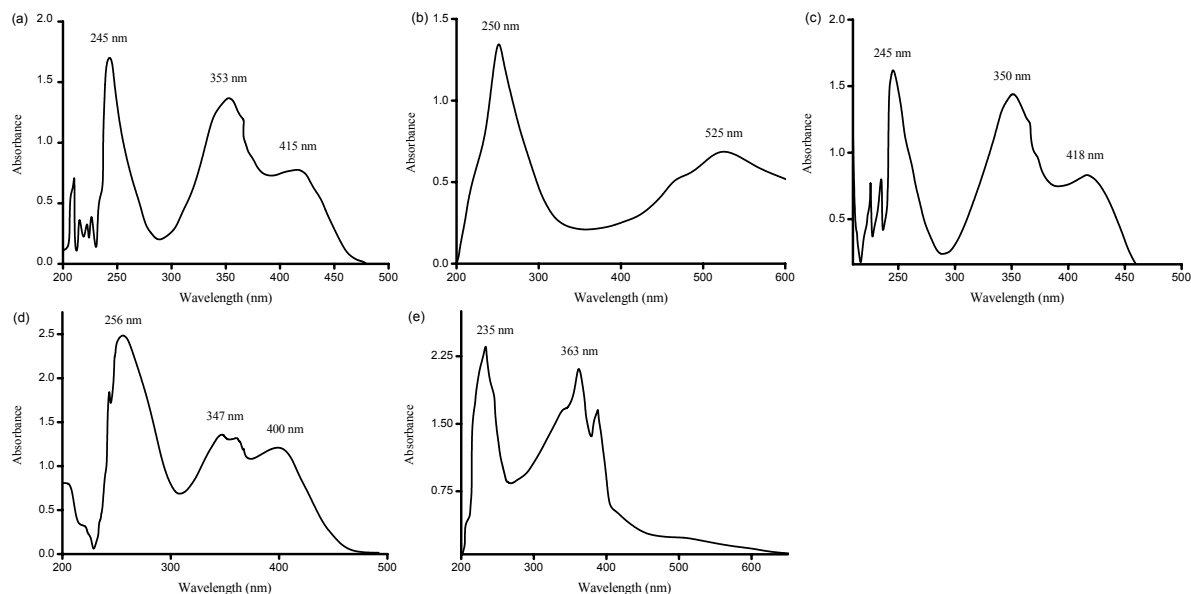 (a)
2.0
1.5
1.0
0.5
0.0
Absorbance
245 nm
353 nm
415 nm
200 250 300 350 400 450 500
Wavelength (nm)
(b)
1.5
1.0
0.5
0.0
Absorbance
250 nm
525 nm
200 300 400 500 600
Wavelength (nm)
(c)
2.0
1.5
1.0
0.5
Absorbance
245 nm
350 nm
418 nm
250 300 350 400 450 500
Wavelength (nm)
(d)
2.5
2.0
1.5
1.0
0.5
0.0
Absorbance
256 nm
347 nm
400 nm
200 300 400 500
Wavelength (nm)
(e)
2.25
1.50
0.75
Absorbance
235 nm
363 nm
200 300 400 500 600
Wavelength (nm)